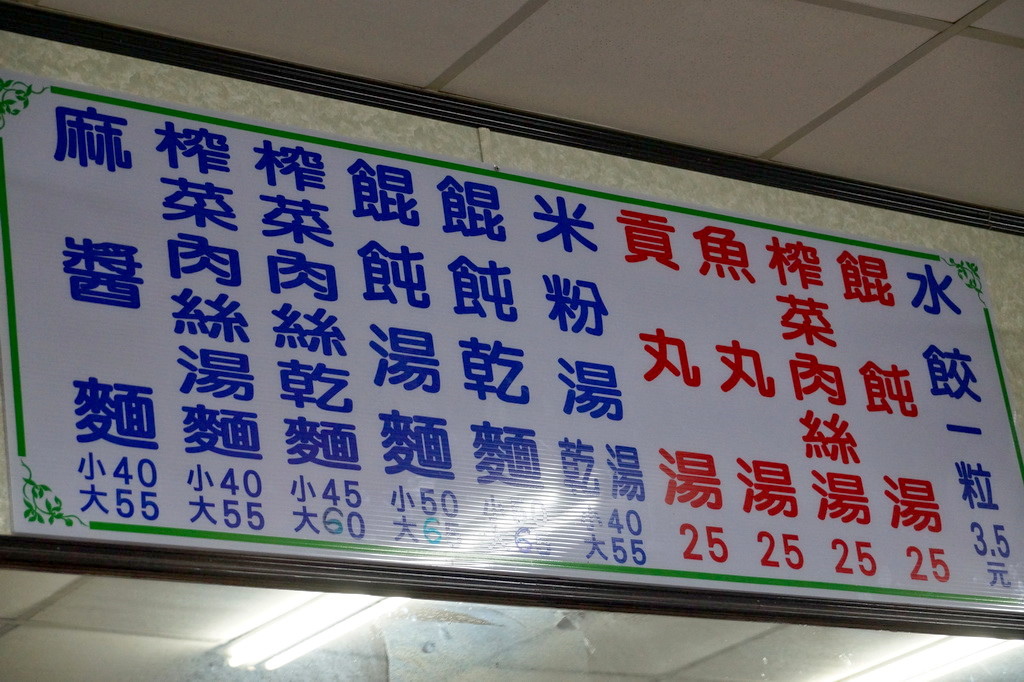 麻醬麵
小40
大55
榨菜肉絲湯麵
小40
大55
榨菜肉絲乾麵
小45
大60
餛飩湯麵
小50
大6
餛飩乾麵
米粉湯
乾湯
小40
大55
貢丸湯
25
魚丸湯
25
榨菜肉絲湯
25
餛飩湯
25
水餃一粒
3.5
元